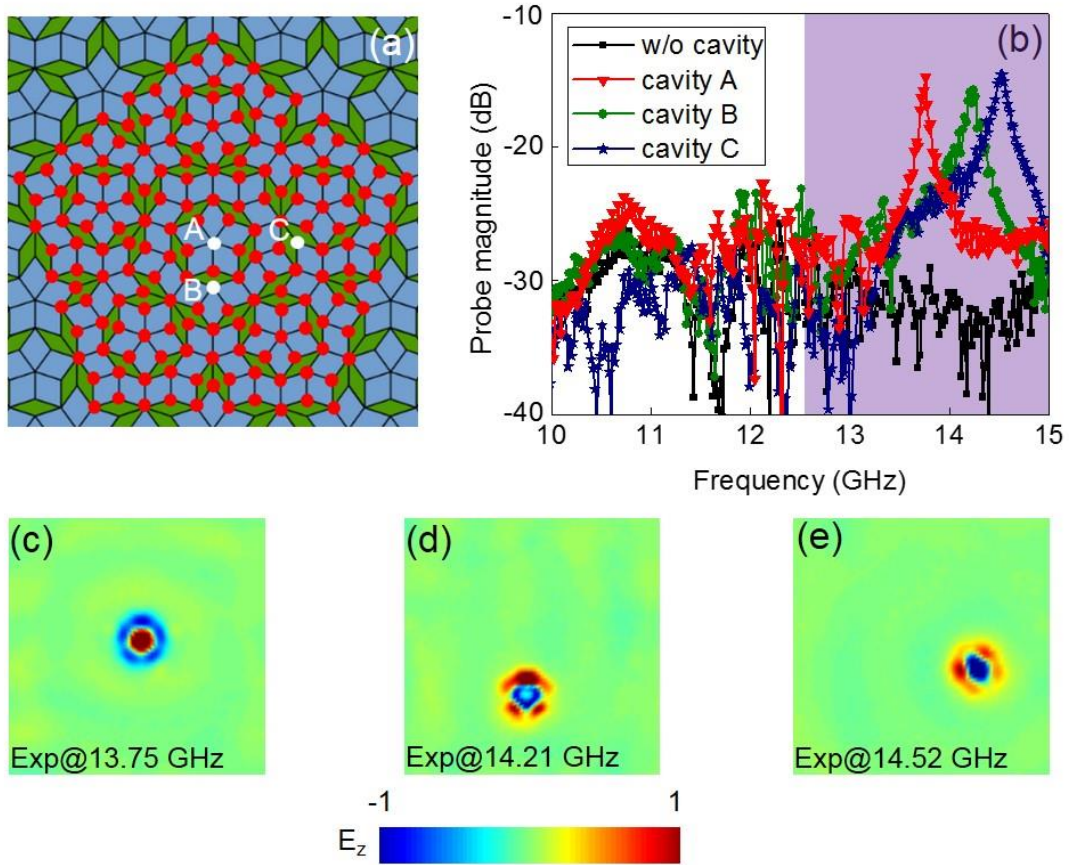 (a)
A
C
B
(b)
w/o cavity
cavity A
cavity B
cavity C
-10
-20
-30
-40
Probe magnitude (dB)
10 11 12 13 14 15
Frequency (GHz)
(c)
Exp@13.75 GHz
(d)
Exp@14.21 GHz
(e)
Exp@14.52 GHz
-1 1
E_z